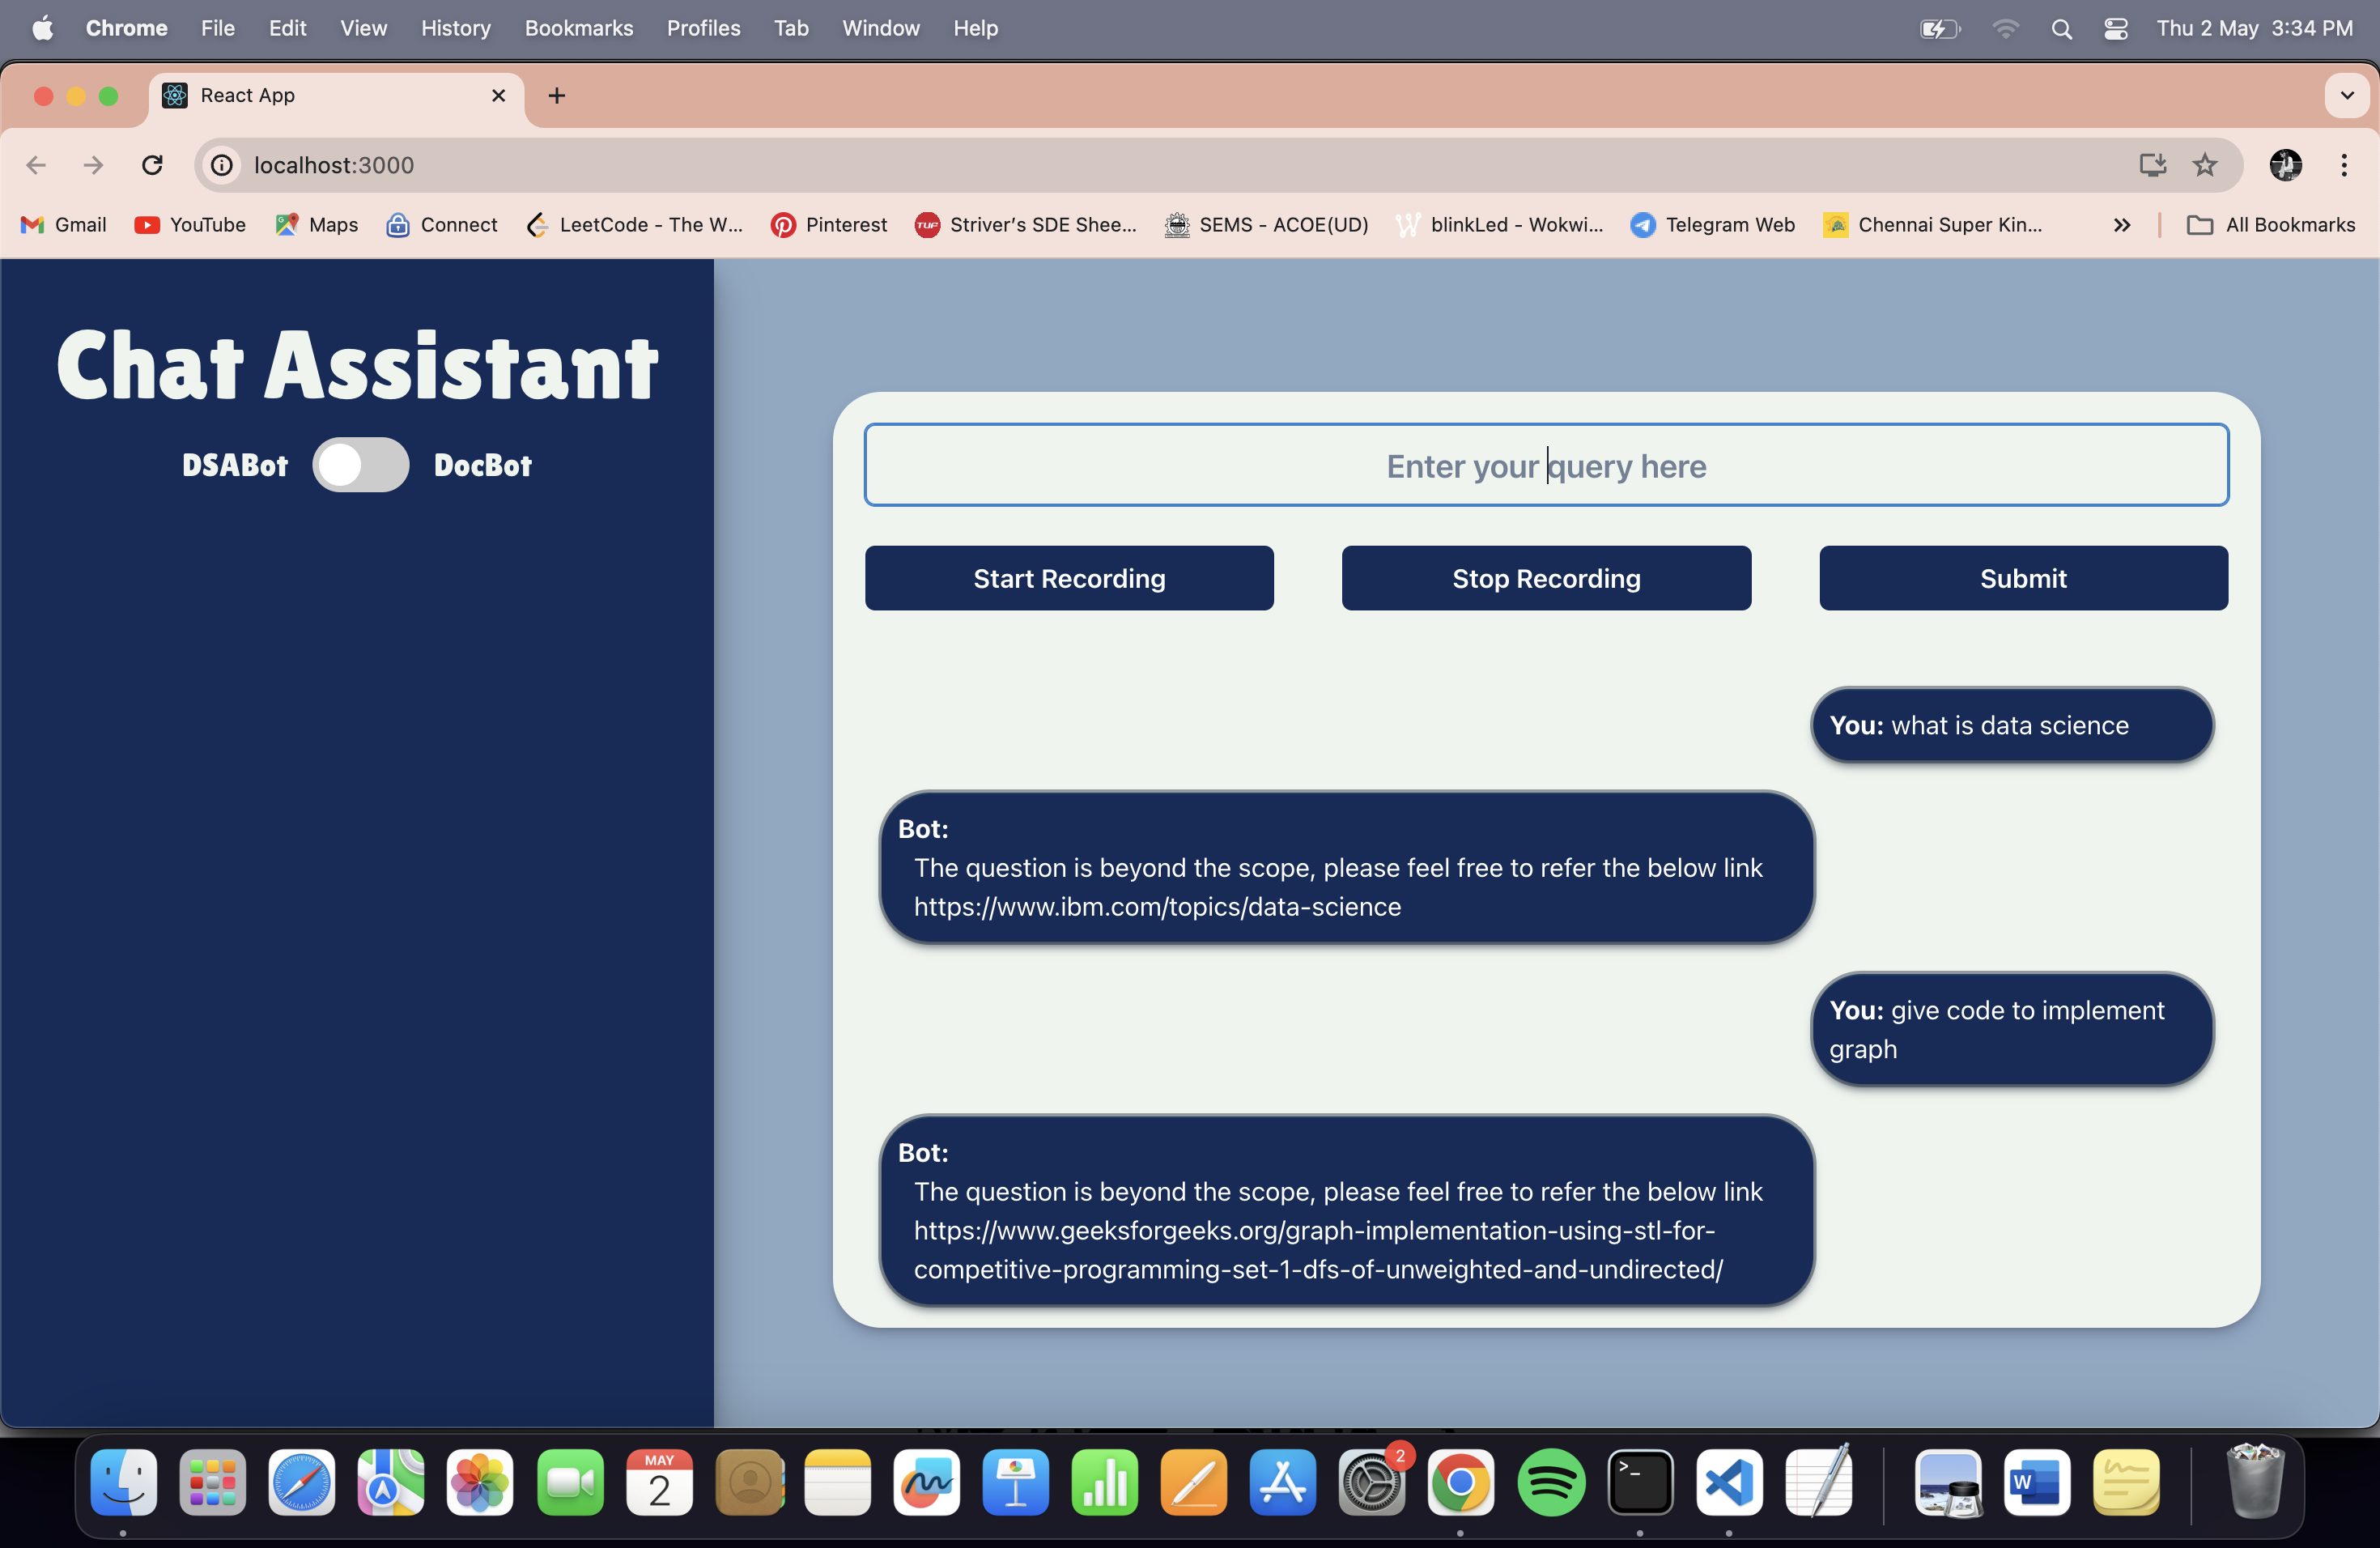 Chrome File Edit View History Bookmarks Profiles Tab Window Help Thu 2 May 3:34 PM
React App
localhost:3000
Gmail YouTube Maps Connect LeetCode - The W... Pinterest Striver's SDE Shee... SEMS - ACOE(UD) blinkLed - Wokwi... Telegram Web Chennai Super Kin... All Bookmarks
Chat Assistant
DSABot DocBot
Enter your query here
Start Recording Stop Recording Submit
You: what is data science
Bot:
The question is beyond the scope, please feel free to refer the below link
https://www.ibm.com/topics/data-science
You: give code to implement
graph
Bot:
The question is beyond the scope, please feel free to refer the below link
https://www.geeksforgeeks.org/graph-implementation-using-stl-for-
competitive-programming-set-1-dfs-of-unweighted-and-undirected/
MAY
2
2
>_
W